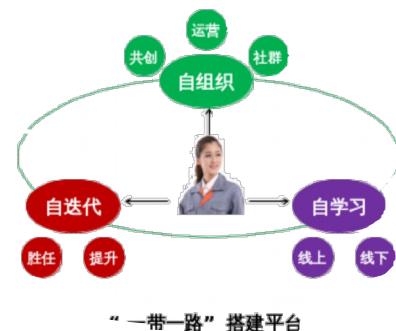 运营
共创
社群
自组织
自迭代
自学习
胜任
提升
线上
线下
“一带一路”搭建平台